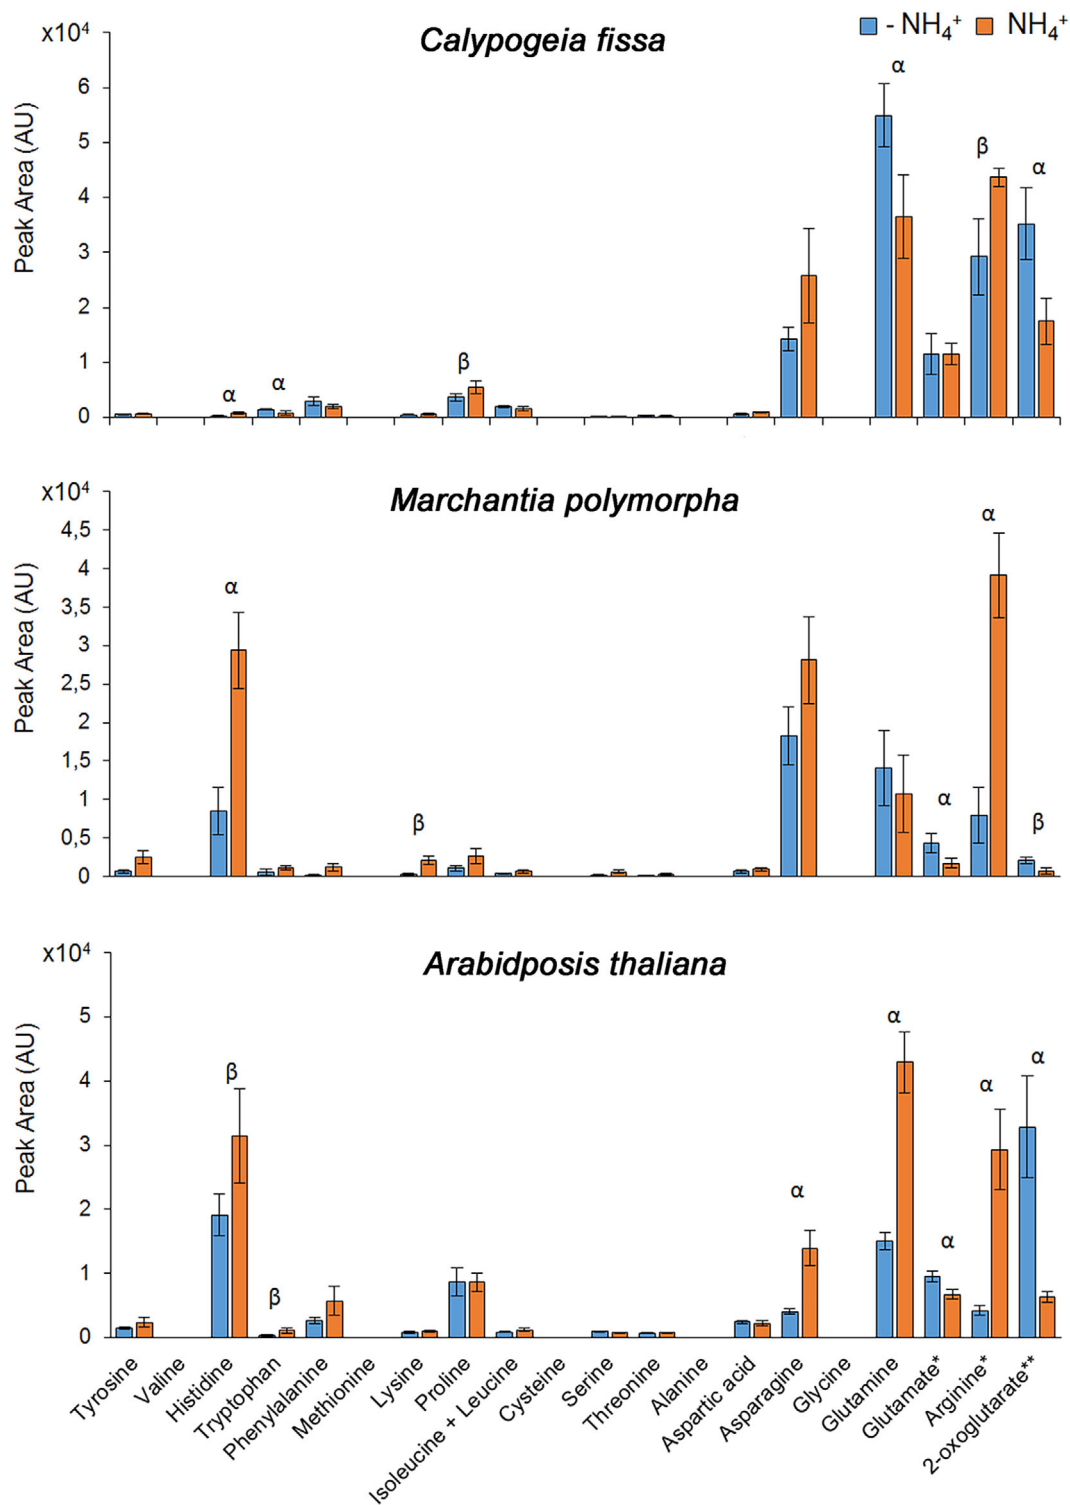 x10⁴
Calypogeia fissa
- NH₄⁺ NH₄⁺
Peak Area (AU)
6
5
4
3
2
1
0
α
α
β
α
β
α
x10⁴
Marchantia polymorpha
Peak Area (AU)
4,5
4
3,5
3
2,5
2
1,5
1
0,5
0
α
β
α
α
β
x10⁴
Arabidposis thaliana
Peak Area (AU)
5
4
3
2
1
0
β
β
α
α
α
α
α
Tyrosine
Valine
Histidine
Tryptophan
Phenylalanine
Methionine
Lysine
Proline
Isoleucine + Leucine
Cysteine
Serine
Threonine
Alanine
Aspartic acid
Asparagine
Glycine
Glutamine
Glutamate*
Arginine*
2-oxoglutarate**